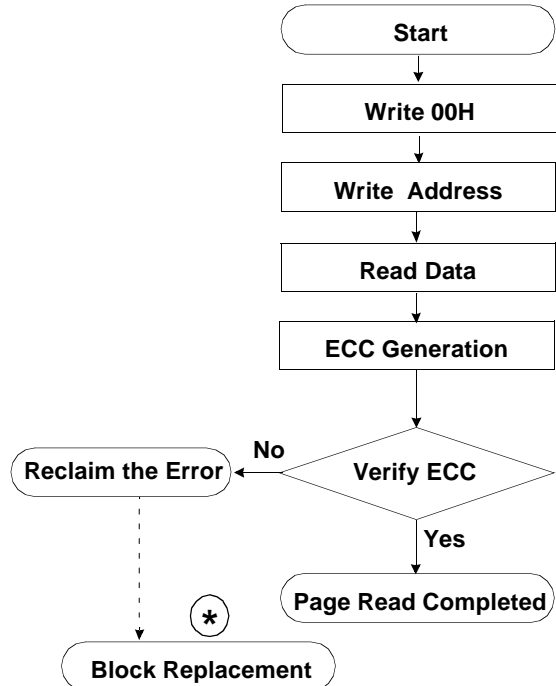 Start
Write 00H
Write Address
Read Data
ECC Generation
Verify ECC
No
Reclaim the Error
Yes
Page Read Completed
*
Block Replacement